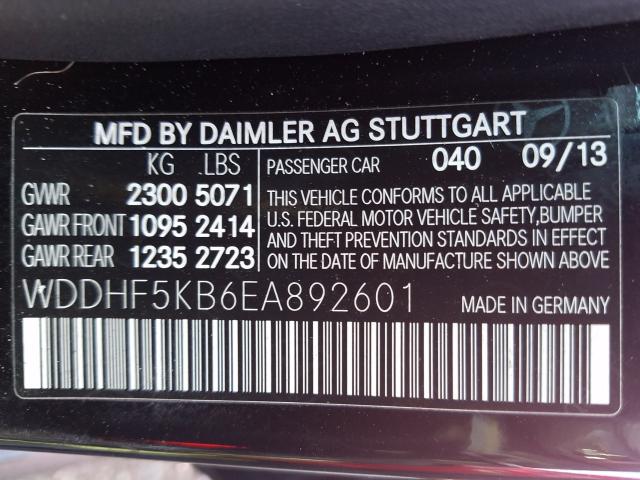 MFD BY DAIMLER AG STUTTGART
KG LBS
GVWR 2300 5071
GAWR FRONT 1095 2414
GAWR REAR 1235 2723
PASSENGER CAR 040 09/13
THIS VEHICLE CONFORMS TO ALL APPLICABLE
U.S. FEDERAL MOTOR VEHICLE SAFETY,BUMPER
AND THEFT PREVENTION STANDARDS IN EFFECT
ON THE DATE OF MANUFACTURE SHOWN ABOVE
WDDHF5KB6EA892601
MADE IN GERMANY